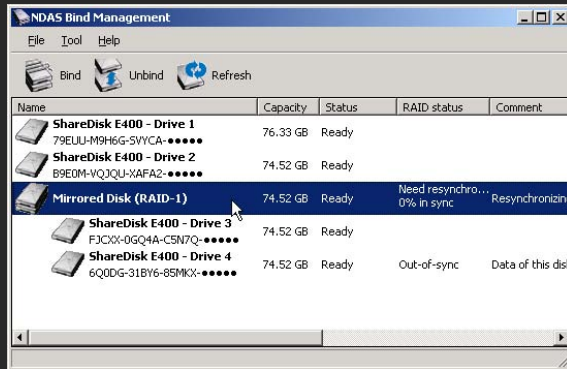 NDAS Bind Management
File Tool Help
Bind Unbind Refresh
Name Capacity Status RAID status Comment
ShareDisk E400 - Drive 1
79EUU-M9H6G-SVYCA-●●●●● 76.33 GB Ready
ShareDisk E400 - Drive 2
B9E0M-VQJQU-XAFA2-●●●●● 74.52 GB Ready
Mirrored Disk (RAID-1) 74.52 GB Ready Need resynchro... Resynchronizin
0% in sync
ShareDisk E400 - Drive 3
FJCXX-0GQ4A-C5N7Q-●●●●● 74.52 GB Ready
ShareDisk E400 - Drive 4
6Q0DG-31BY6-85MKX-●●●●● 74.52 GB Ready Out-of-sync Data of this disk